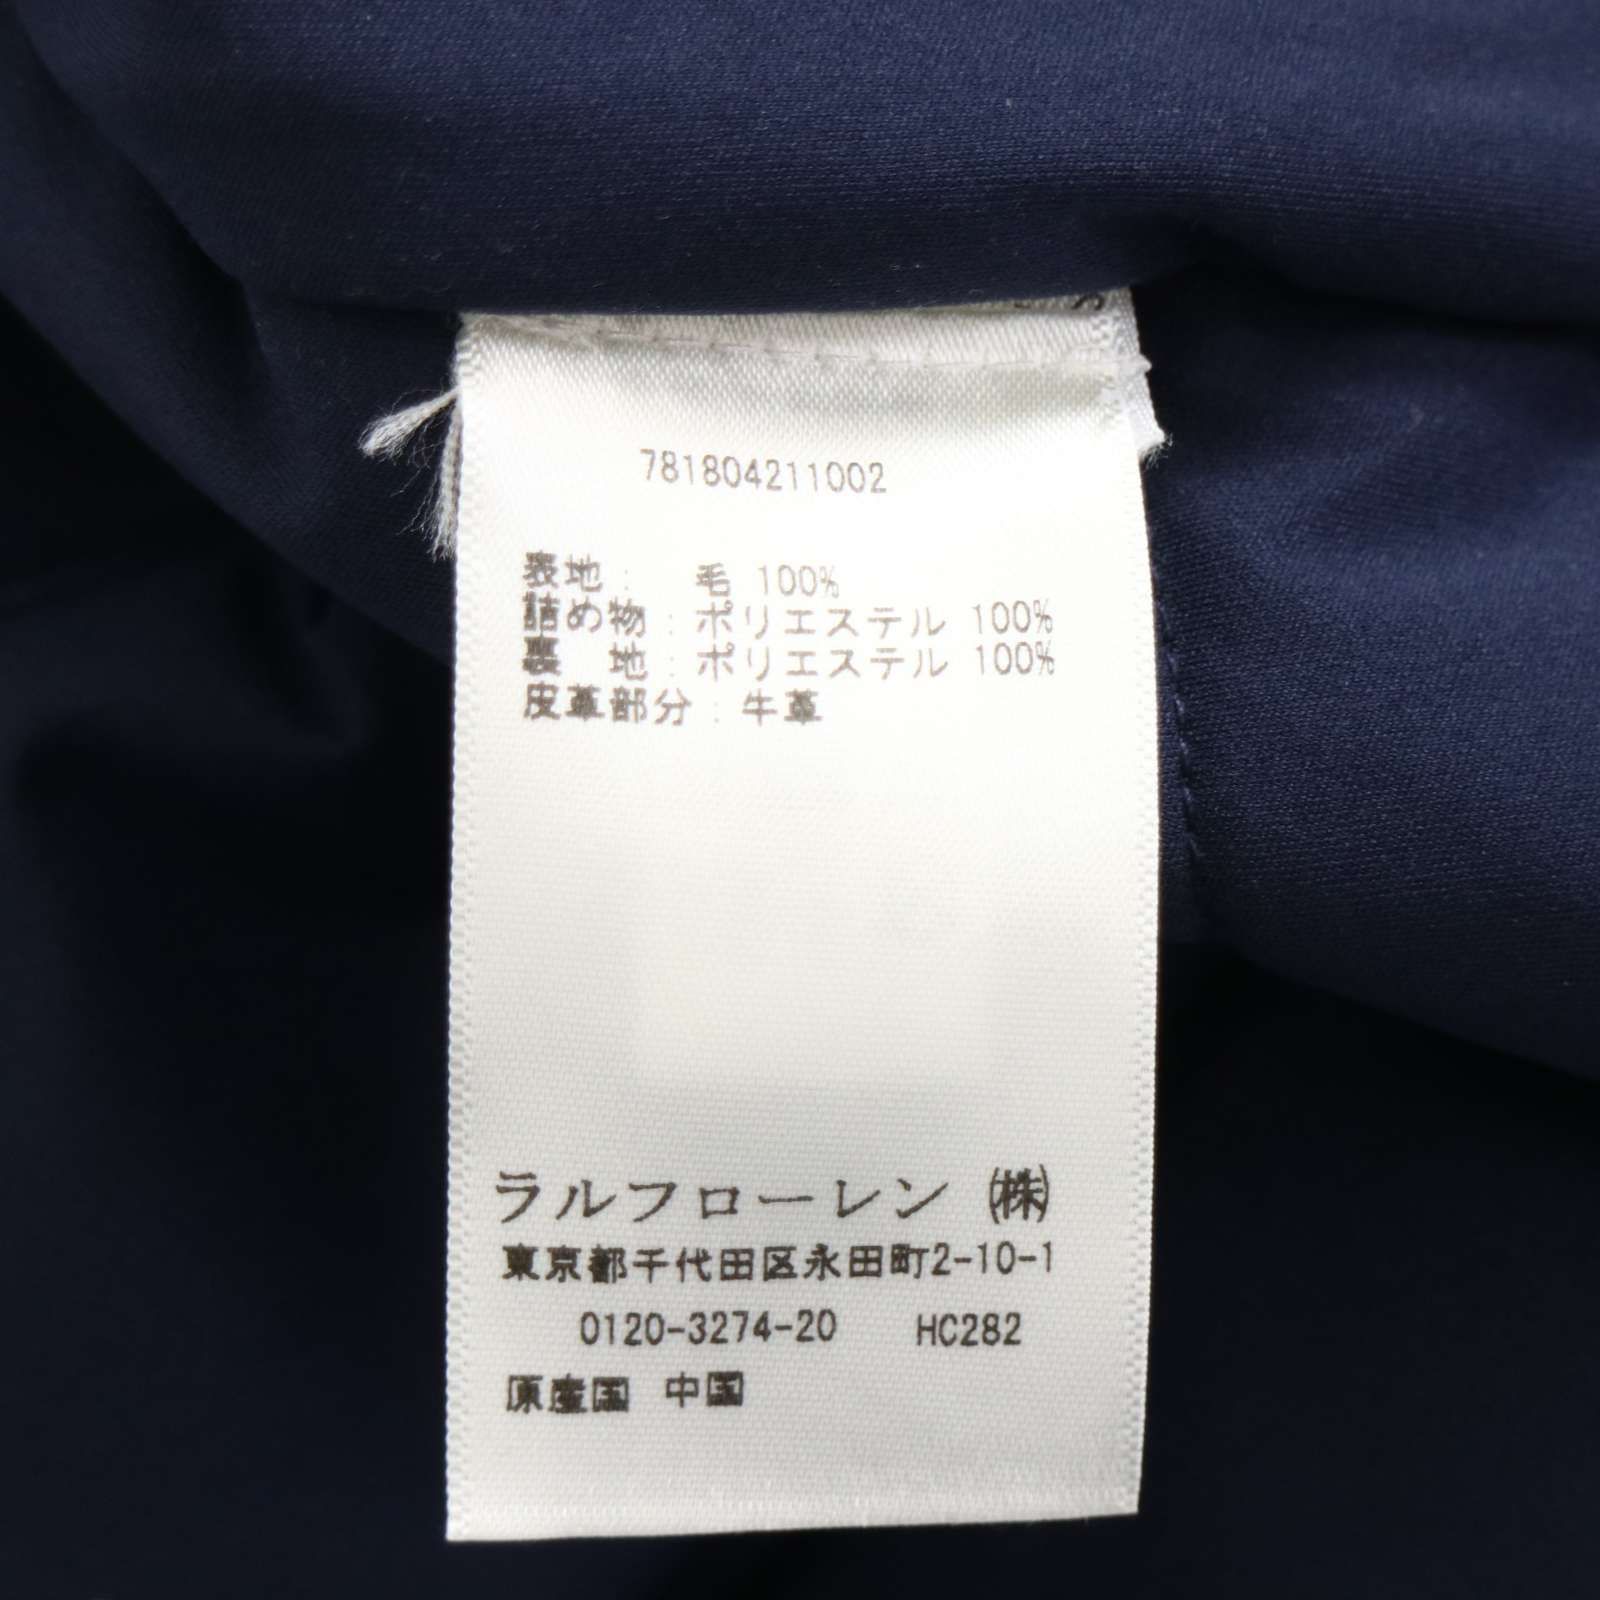 781804211002
表地: 毛 100%
詰め物:ポリエステル 100%
裏 地:ポリエステル 100%
皮革部分:牛革
ラルフローレン ㈱
東京都千代田区永田町2-10-1
0120-3274-20 HC282
原産国 中国